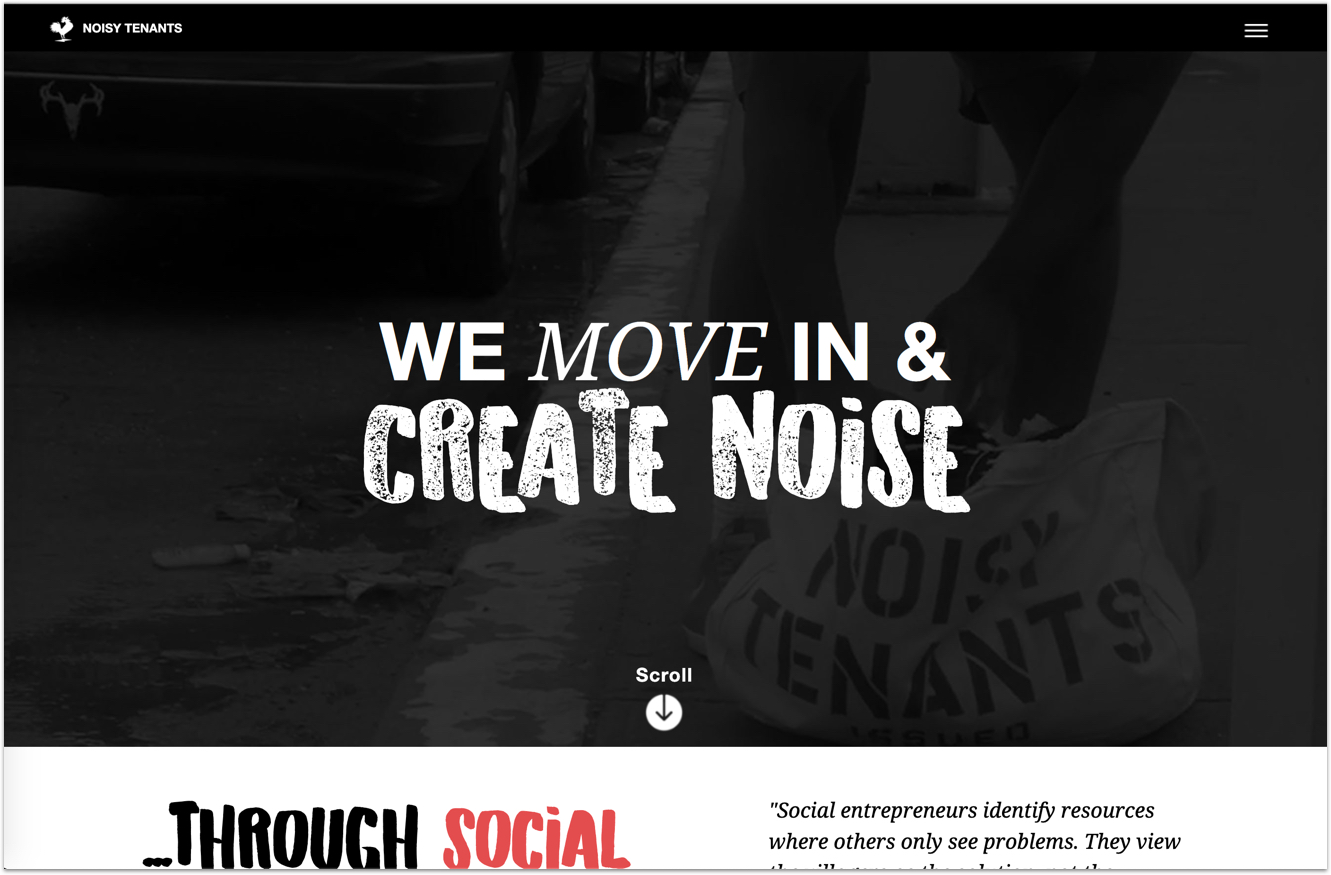 NOISY TENANTS
WE MOVE IN &
CREATE NOiSE
NOISY
TENANTS
ISSUED
Scroll
...THROUGH SOCiAL
"Social entrepreneurs identify resources
where others only see problems. They view